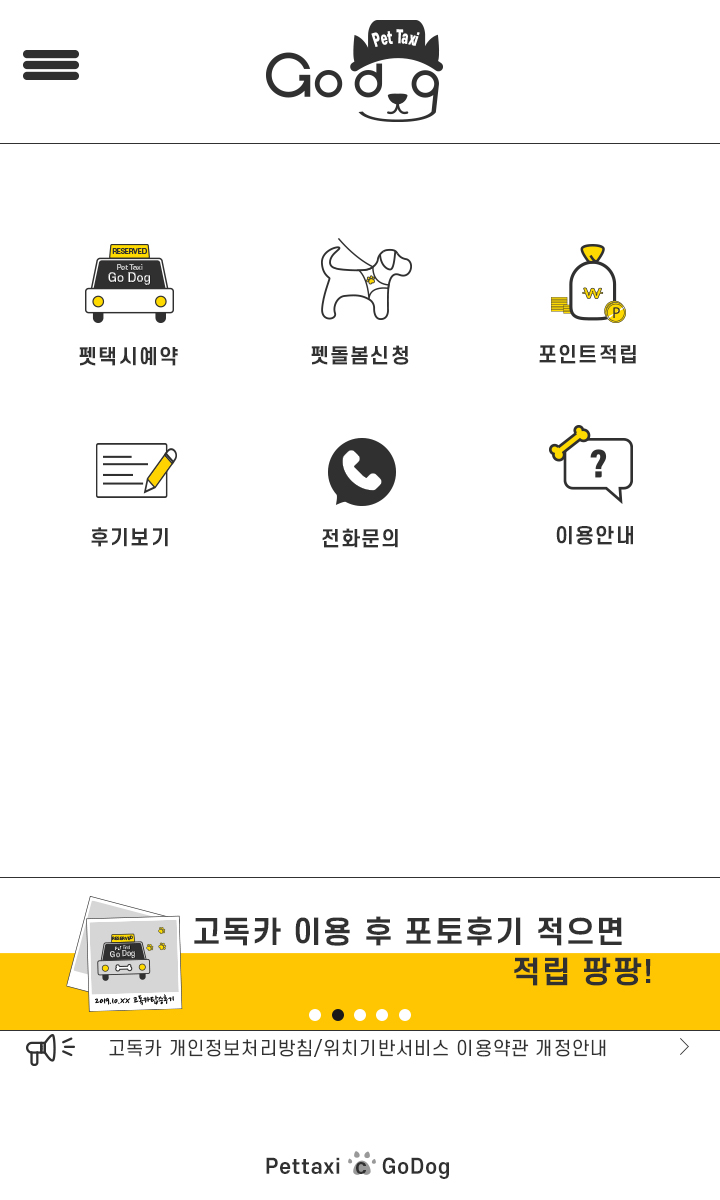 Pet Taxi
Go dog
RESERVED
Pet Taxi
Go Dog
W
P
펫택시예약
펫돌봄신청
포인트적립
?
후기보기
전화문의
이용안내
고독카 이용 후 포토후기 적으면
적립 팡팡!
RESERVED
Pet Taxi
Go Dog
2019.10.XX 고독카탑승후기
고독카 개인정보처리방침/위치기반서비스 이용약관 개정안내
Pettaxi C GoDog